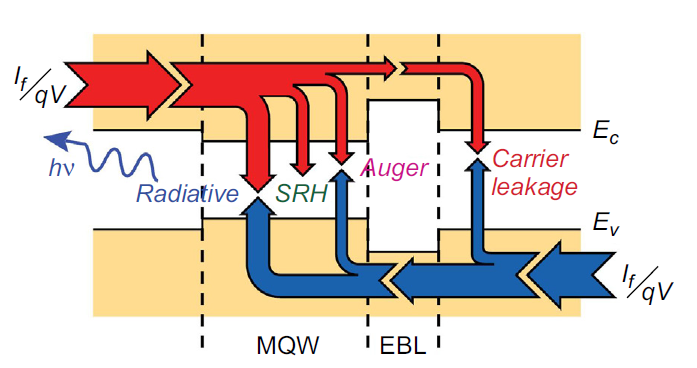 I_f/qV
E_c
hν
Radiative
SRH
Auger
Carrier
leakage
E_v
I_f/qV
MQW
EBL